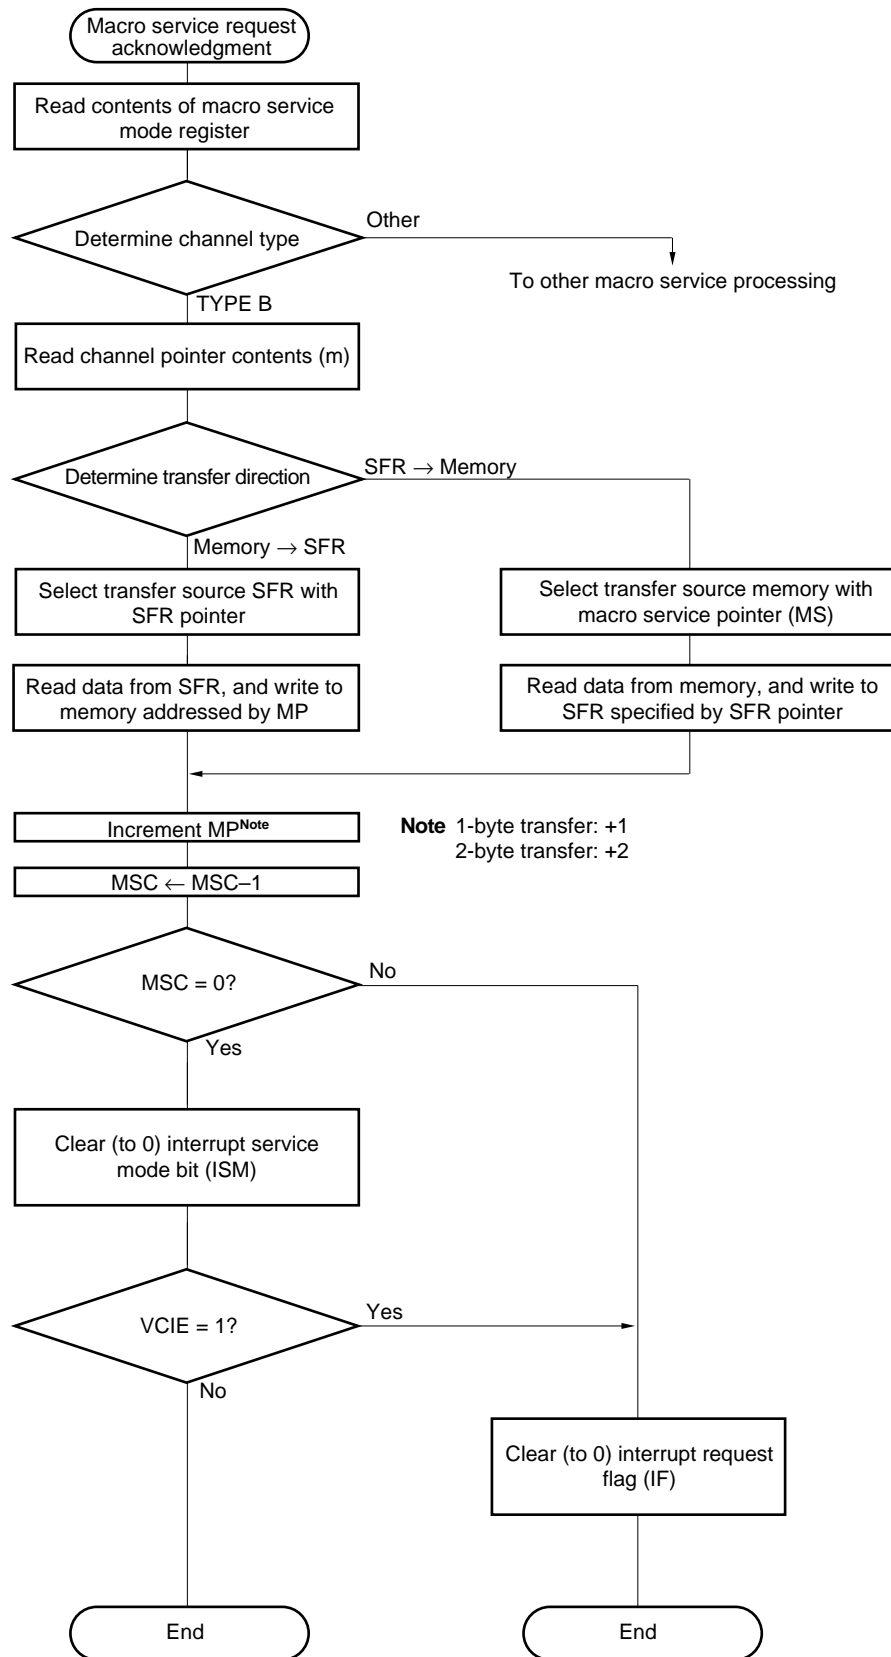 Macro service request
acknowledgment
Read contents of macro service
mode register
Determine channel type
Other
To other macro service processing
TYPE B
Read channel pointer contents (m)
Determine transfer direction
SFR → Memory
Memory → SFR
Select transfer source SFR with
SFR pointer
Select transfer source memory with
macro service pointer (MS)
Read data from SFR, and write to
memory addressed by MP
Read data from memory, and write to
SFR specified by SFR pointer
Increment MPNote
Note 1-byte transfer: +1
2-byte transfer: +2
MSC ← MSC–1
MSC = 0?
No
Yes
Clear (to 0) interrupt service
mode bit (ISM)
VCIE = 1?
Yes
No
Clear (to 0) interrupt request
flag (IF)
End
End